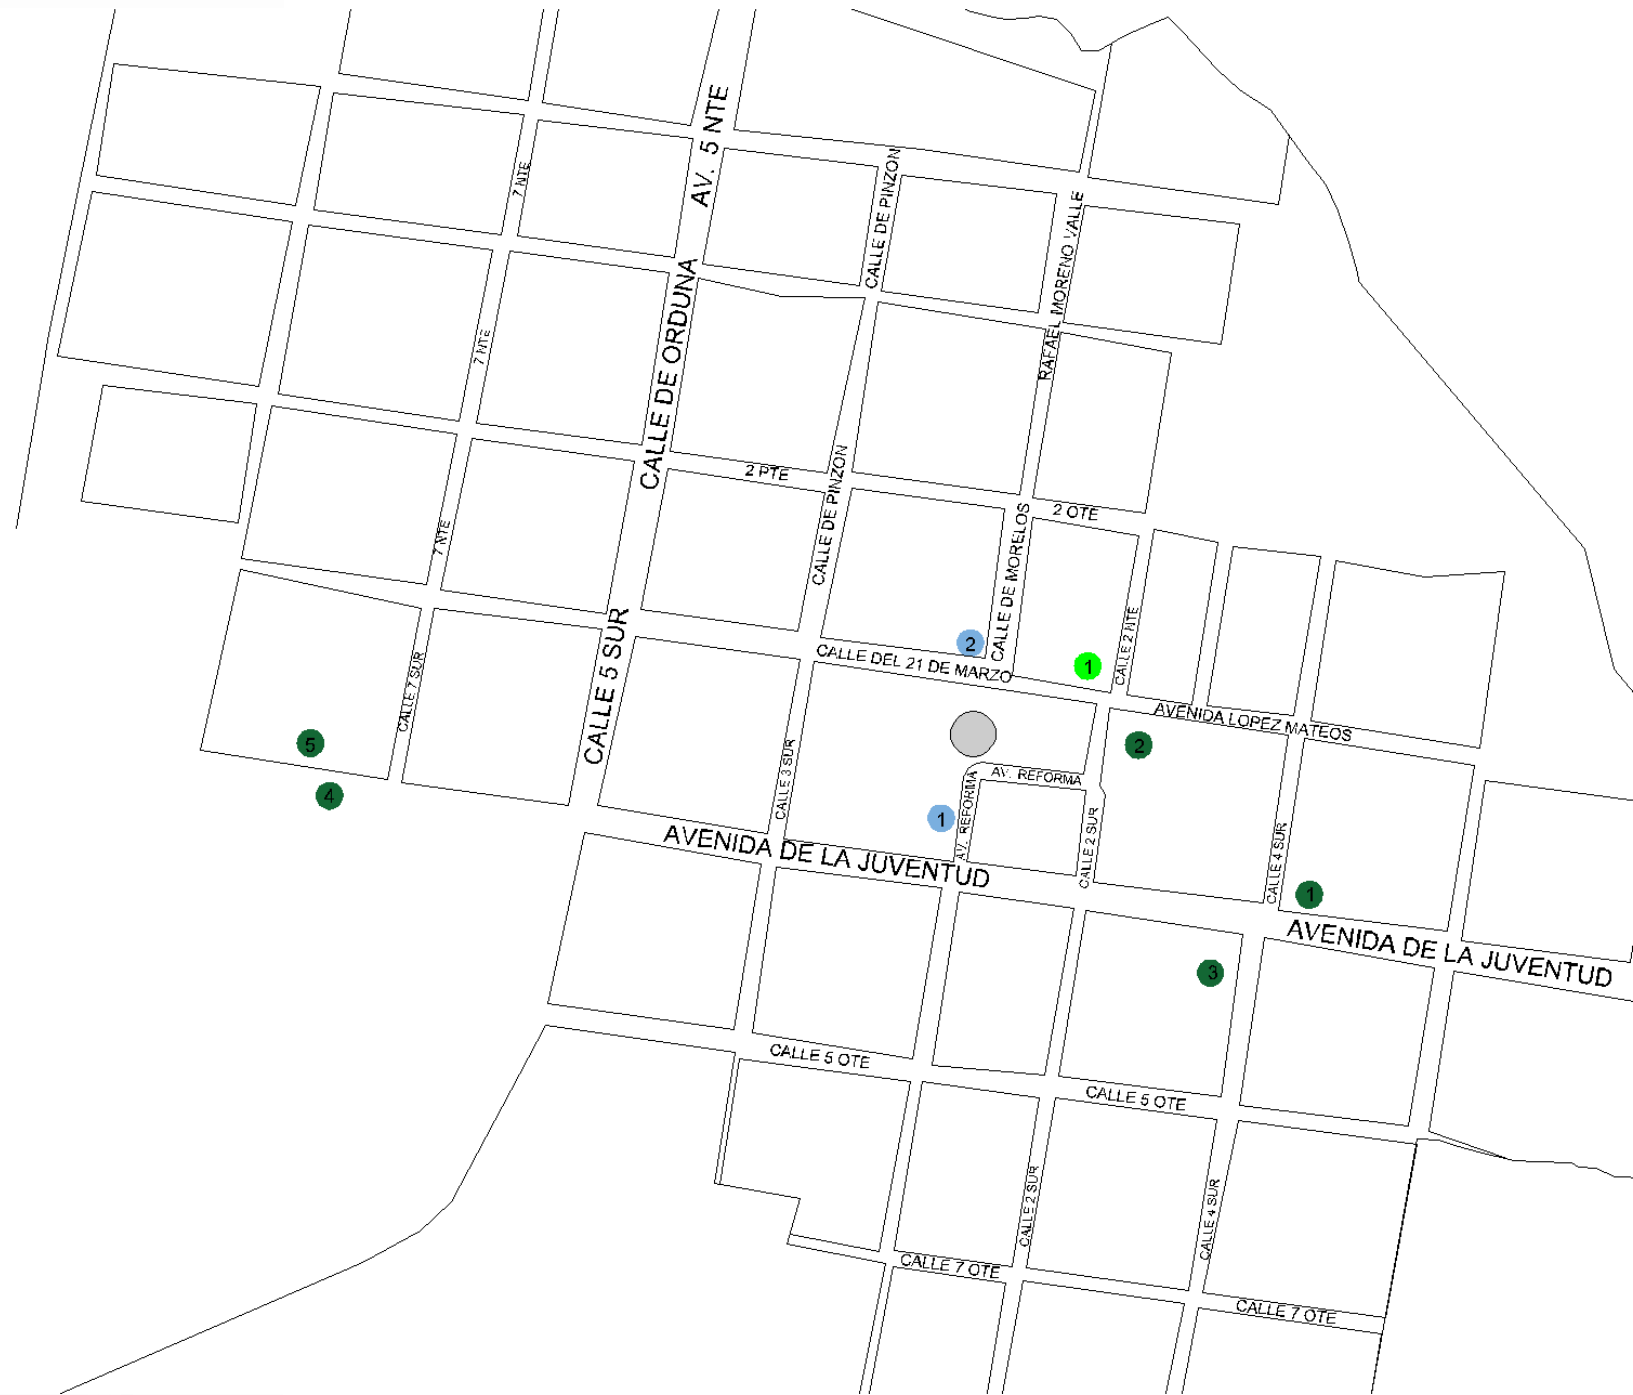 AV. 5 NTE
7 NTE
CALLE DE PINZON
RAFAEL MORENO VALLE
CALLE DE ORDUNA
7 NTE
2 PTE
CALLE DE PINZON
2 OTE
CALLE DE MORELOS
7 NTE
CALLE 5 SUR
CALLE 7 SUR
2
CALLE DEL 21 DE MARZO
1
CALLE 2 NTE
AVENIDA LOPEZ MATEOS
5
4
CALLE 3 SUR
2
AV. REFORMA
AV. REFORMA
1
CALLE 2 SUR
CALLE 4 SUR
AVENIDA DE LA JUVENTUD
1
AVENIDA DE LA JUVENTUD
3
CALLE 5 OTE
CALLE 5 OTE
CALLE 2 SUR
CALLE 4 SUR
CALLE 7 OTE
CALLE 7 OTE